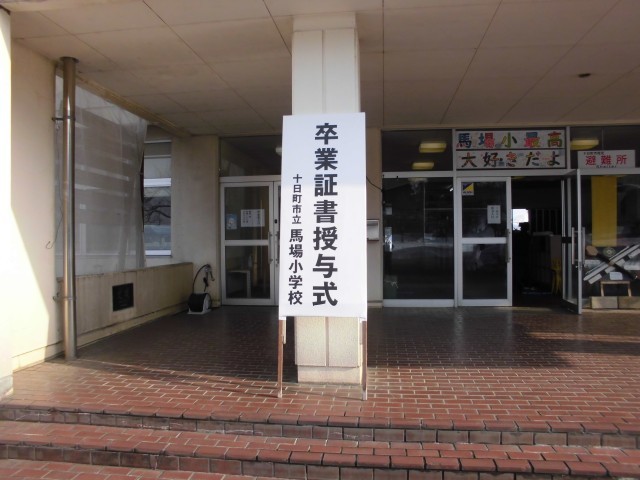 卒業証書授与式
十日町市立 馬場小学校
馬場小最高
大好きだよ
避難所